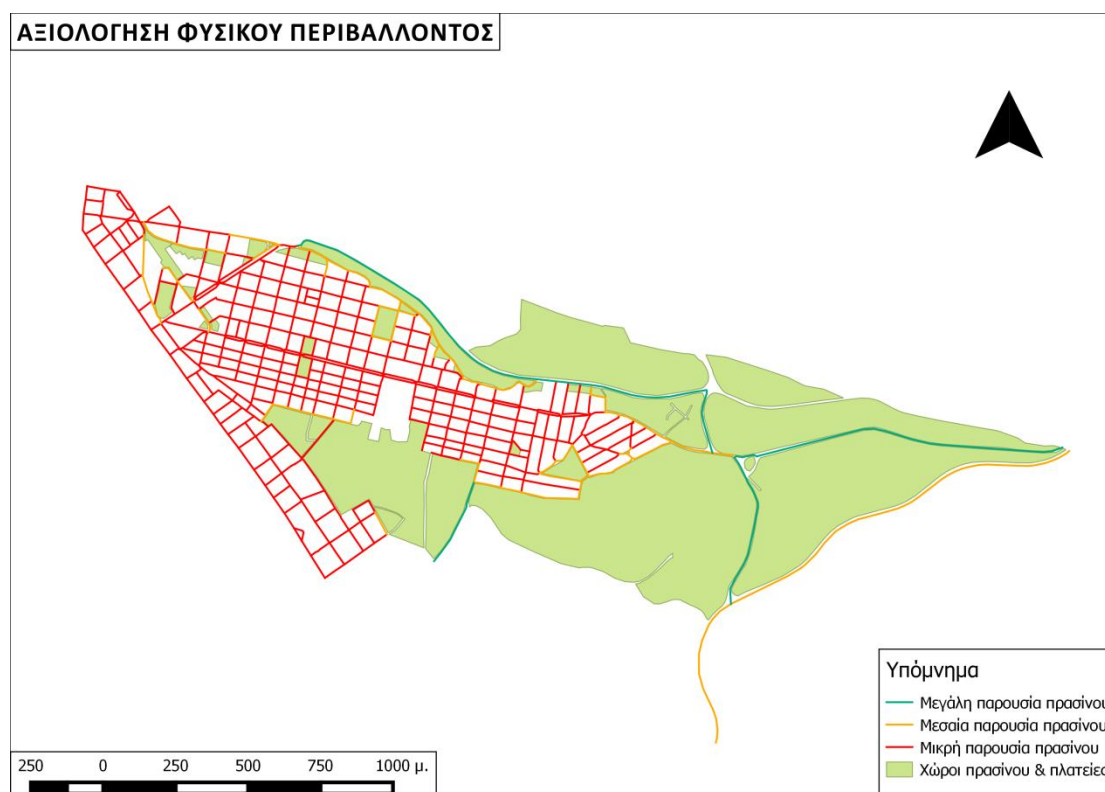 ΑΞΙΟΛΟΓΗΣΗ ΦΥΣΙΚΟΥ ΠΕΡΙΒΑΛΛΟΝΤΟΣ
Υπόμνημα
Μεγάλη παρουσία πρασίνου
Μεσαία παρουσία πρασίνου
Μικρή παρουσία πρασίνου
Χώροι πρασίνου & πλατείες
250 0 250 500 750 1000 μ.